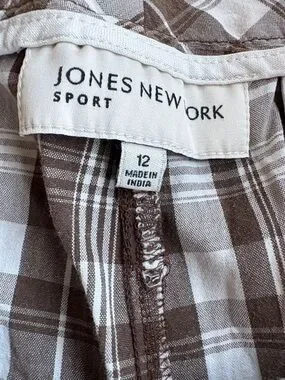 JONES NEW YORK
SPORT
12
MADE IN
INDIA